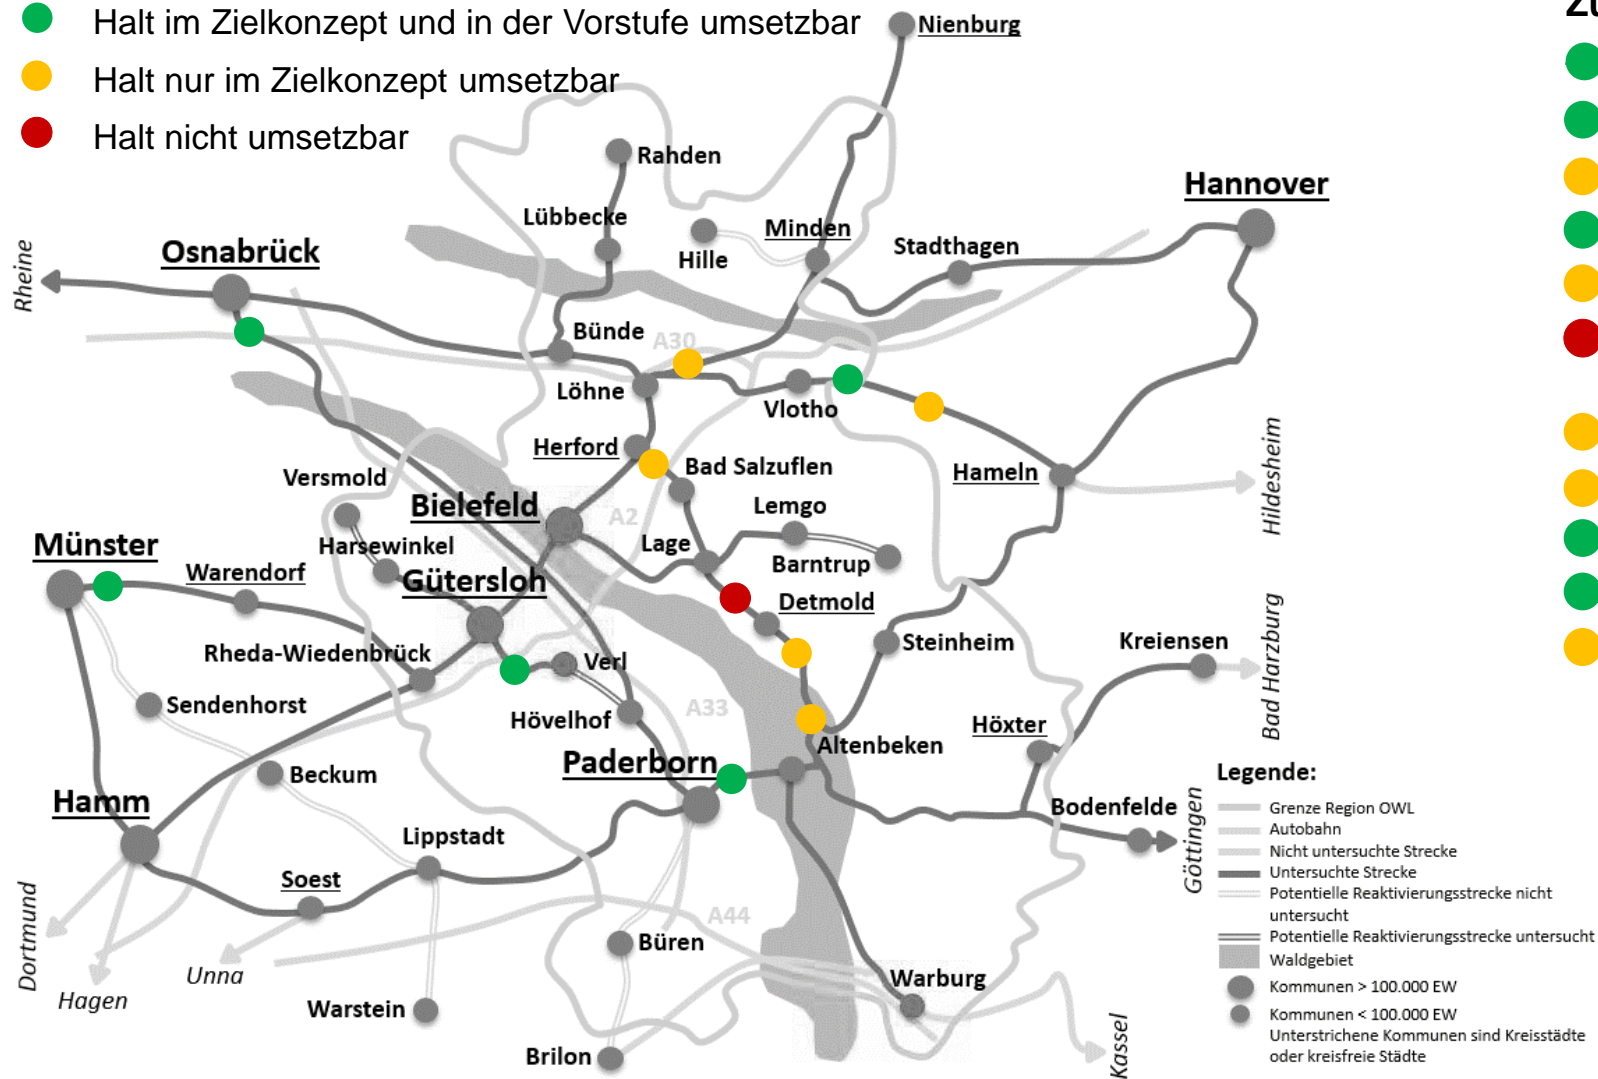 Halt im Zielkonzept und in der Vorstufe umsetzbar
Halt nur im Zielkonzept umsetzbar
Halt nicht umsetzbar
Nienburg
Rahden
Hannover
Lübbecke
Minden
Hille
Stadthagen
Osnabrück
Rheine
Bünde
A30
Löhne
Vlotho
Herford
Bad Salzuflen
Hameln
Hildesheim
Versmold
Bielefeld
A2
Lemgo
Münster
Harsewinkel
Lage
Barntrup
Warendorf
Gütersloh
Detmold
Steinheim
Kreiensen
Bad Harzburg
Rheda-Wiedenbrück
Verl
Sendenhorst
Hövelhof
A33
Höxter
Altenbeken
Paderborn
Beckum
Hamm
Bodenfelde
Göttingen
Lippstadt
Soest
Dortmund
Hagen
Unna
A44
Büren
Warstein
Warburg
Brilon
Kassel
Legende:
Grenze Region OWL
Autobahn
Nicht untersuchte Strecke
Untersuchte Strecke
Potentielle Reaktivierungsstrecke nicht
untersucht
Potentielle Reaktivierungsstrecke untersucht
Waldgebiet
Kommunen > 100.000 EW
Kommunen < 100.000 EW
Unterstrichene Kommunen sind Kreisstädte
oder kreisfreie Städte